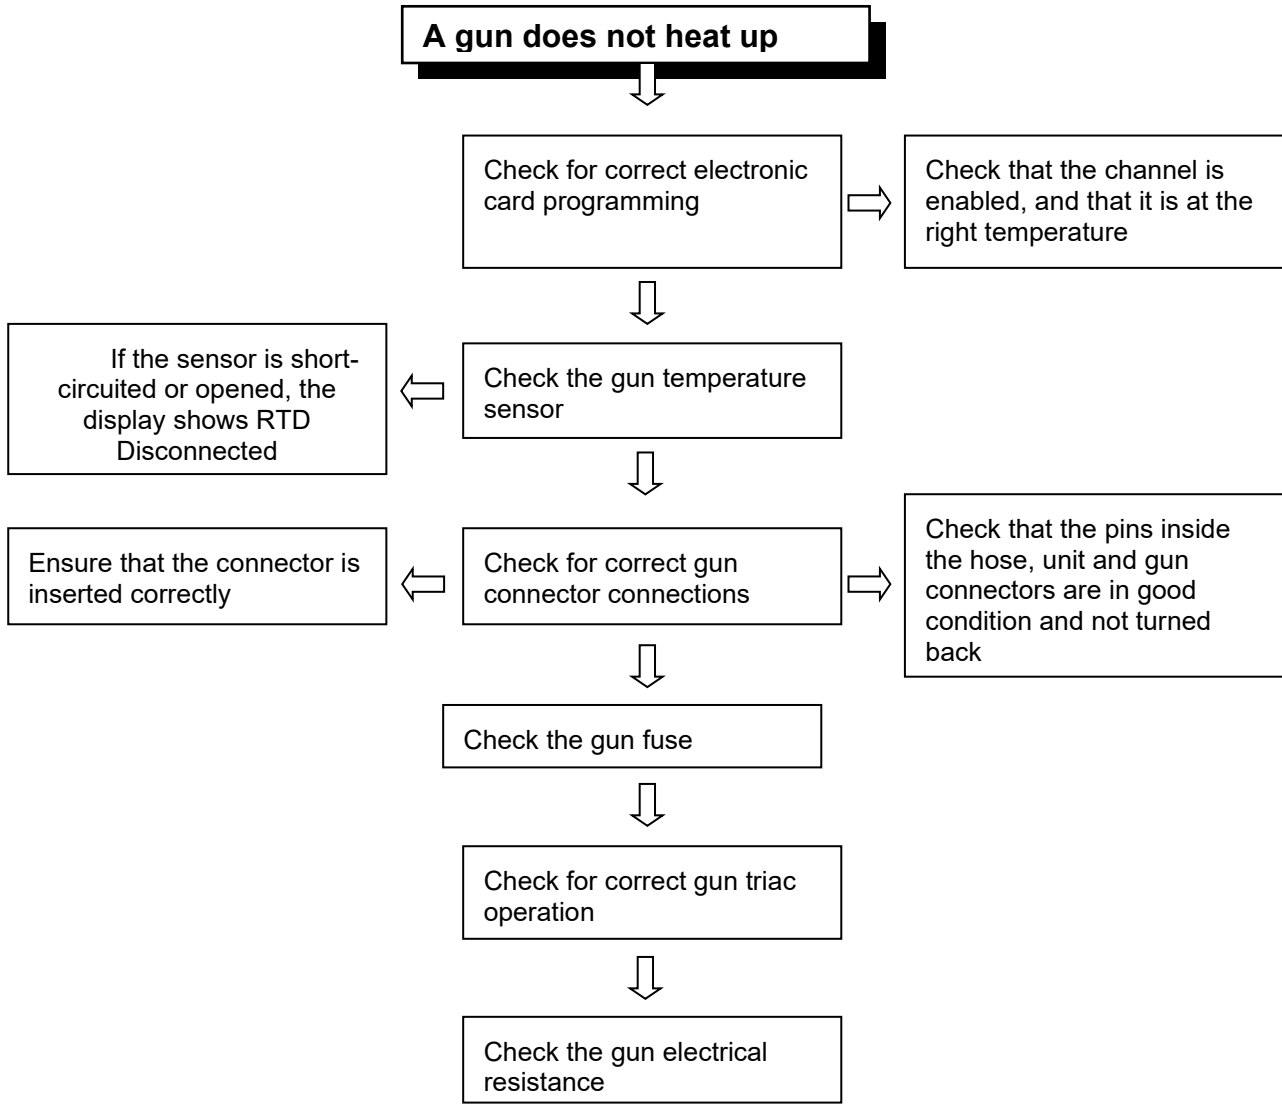 A gun does not heat up
Check for correct electronic
card programming
Check that the channel is
enabled, and that it is at the
right temperature
If the sensor is short-
circuited or opened, the
display shows RTD
Disconnected
Check the gun temperature
sensor
Ensure that the connector is
inserted correctly
Check for correct gun
connector connections
Check that the pins inside
the hose, unit and gun
connectors are in good
condition and not turned
back
Check the gun fuse
Check for correct gun triac
operation
Check the gun electrical
resistance